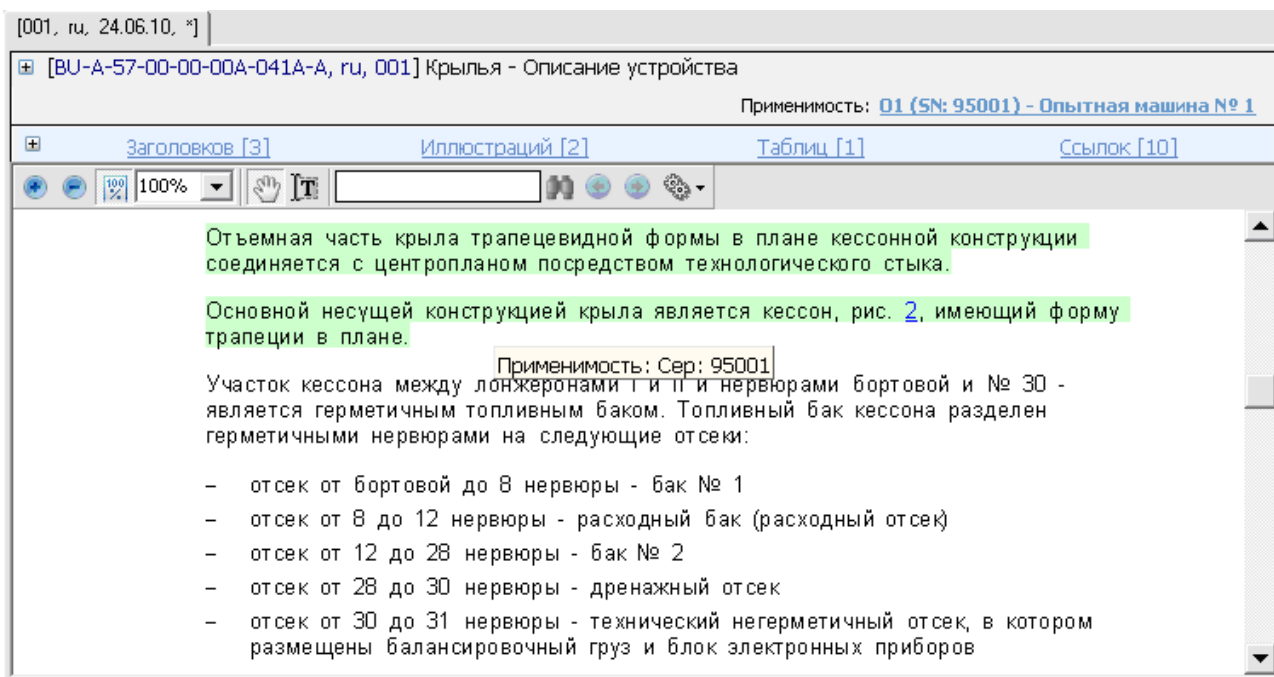 [001, ru, 24.06.10, *]
[BU-A-57-00-00-00A-041A-A, ru, 001] Крылья - Описание устройства
Применимость: 01 (SN: 95001) - Опытная машина № 1
Заголовков [3] Иллюстраций [2] Таблиц [1] Ссылок [10]
100% 100%
Отъемная часть крыла трапецевидной формы в плане кессонной конструкции
соединяется с центропланом посредством технологического стыка.
Основной несущей конструкцией крыла является кессон, рис. 2, имеющий форму
трапеции в плане.
Применимость: Сер: 95001
Участок кессона между лонжеронами I и II и нервюрами бортовой и № 30 -
является герметичным топливным баком. Топливный бак кессона разделен
герметичными нервюрами на следующие отсеки:
– отсек от бортовой до 8 нервюры - бак № 1
– отсек от 8 до 12 нервюры - расходный бак (расходный отсек)
– отсек от 12 до 28 нервюры - бак № 2
– отсек от 28 до 30 нервюры - дренажный отсек
– отсек от 30 до 31 нервюры - технический негерметичный отсек, в котором
размещены балансировочный груз и блок электронных приборов